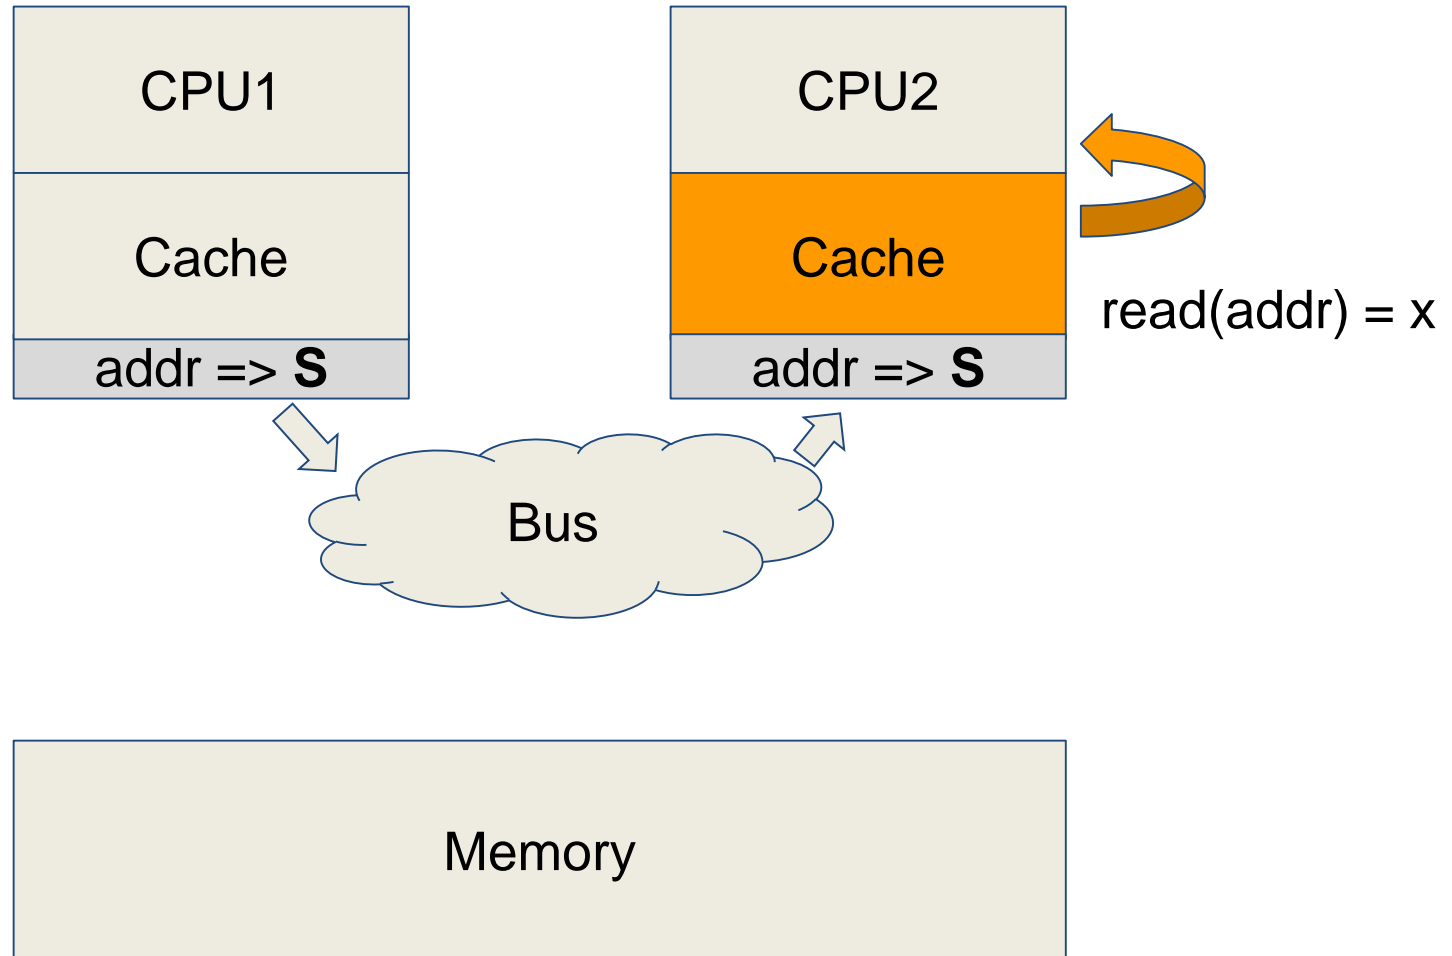 CPU1
CPU2
Cache
Cache
read(addr) = x
addr => S
addr => S
Bus
Memory